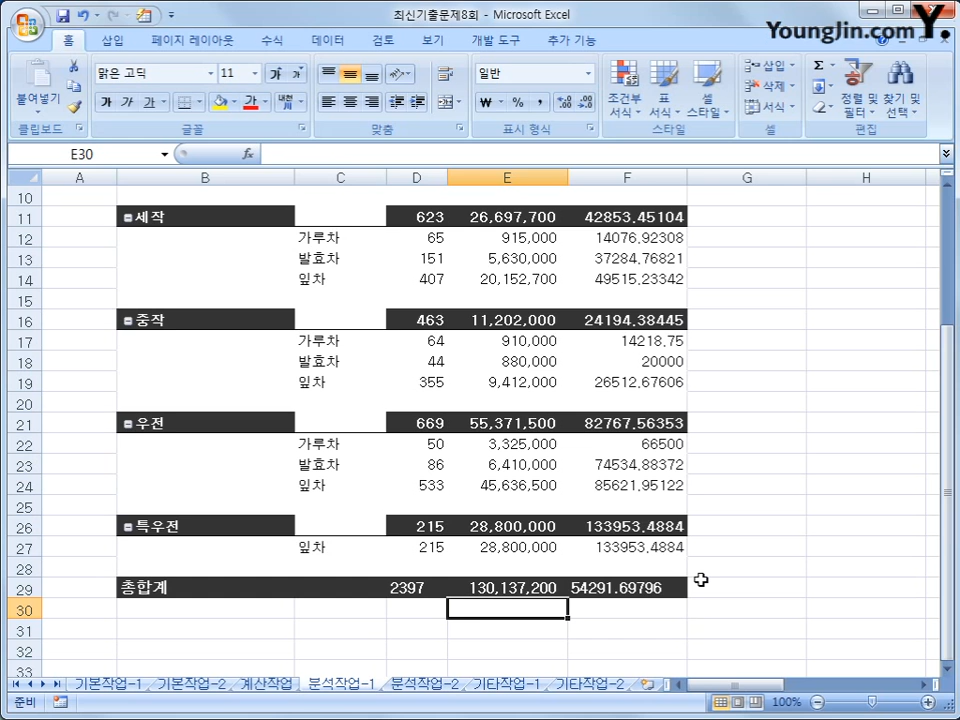 최신기출문제8회 - Microsoft Excel
YoungJin.com Y.
홈 삽입 페이지 레이아웃 수식 데이터 검토 보기 개발 도구 추가 기능
붙여넣기 맑은 고딕 11 가 가 일반 조건부 서식 표 서식 셀 스타일 삽입 삭제 서식 Σ 정렬 및 필터 찾기 및 선택
가 가 가 가 내천 ₩ % ,
클립보드 글꼴 맞춤 표시 형식 스타일 셀 편집
E30 fx
A B C D E F G H
10
11 세작 623 26,697,700 42853.45104
12 가루차 65 915,000 14076.92308
13 발효차 151 5,630,000 37284.76821
14 잎차 407 20,152,700 49515.23342
15
16 중작 463 11,202,000 24194.38445
17 가루차 64 910,000 14218.75
18 발효차 44 880,000 20000
19 잎차 355 9,412,000 26512.67606
20
21 우전 669 55,371,500 82767.56353
22 가루차 50 3,325,000 66500
23 발효차 86 6,410,000 74534.88372
24 잎차 533 45,636,500 85621.95122
25
26 특우전 215 28,800,000 133953.4884
27 잎차 215 28,800,000 133953.4884
28
29 총합계 2397 130,137,200 54291.69796
30
31
32
33
기본작업-1 기본작업-2 계산작업 분석작업-1 분석작업-2 기타작업-1 기타작업-2
준비 100%